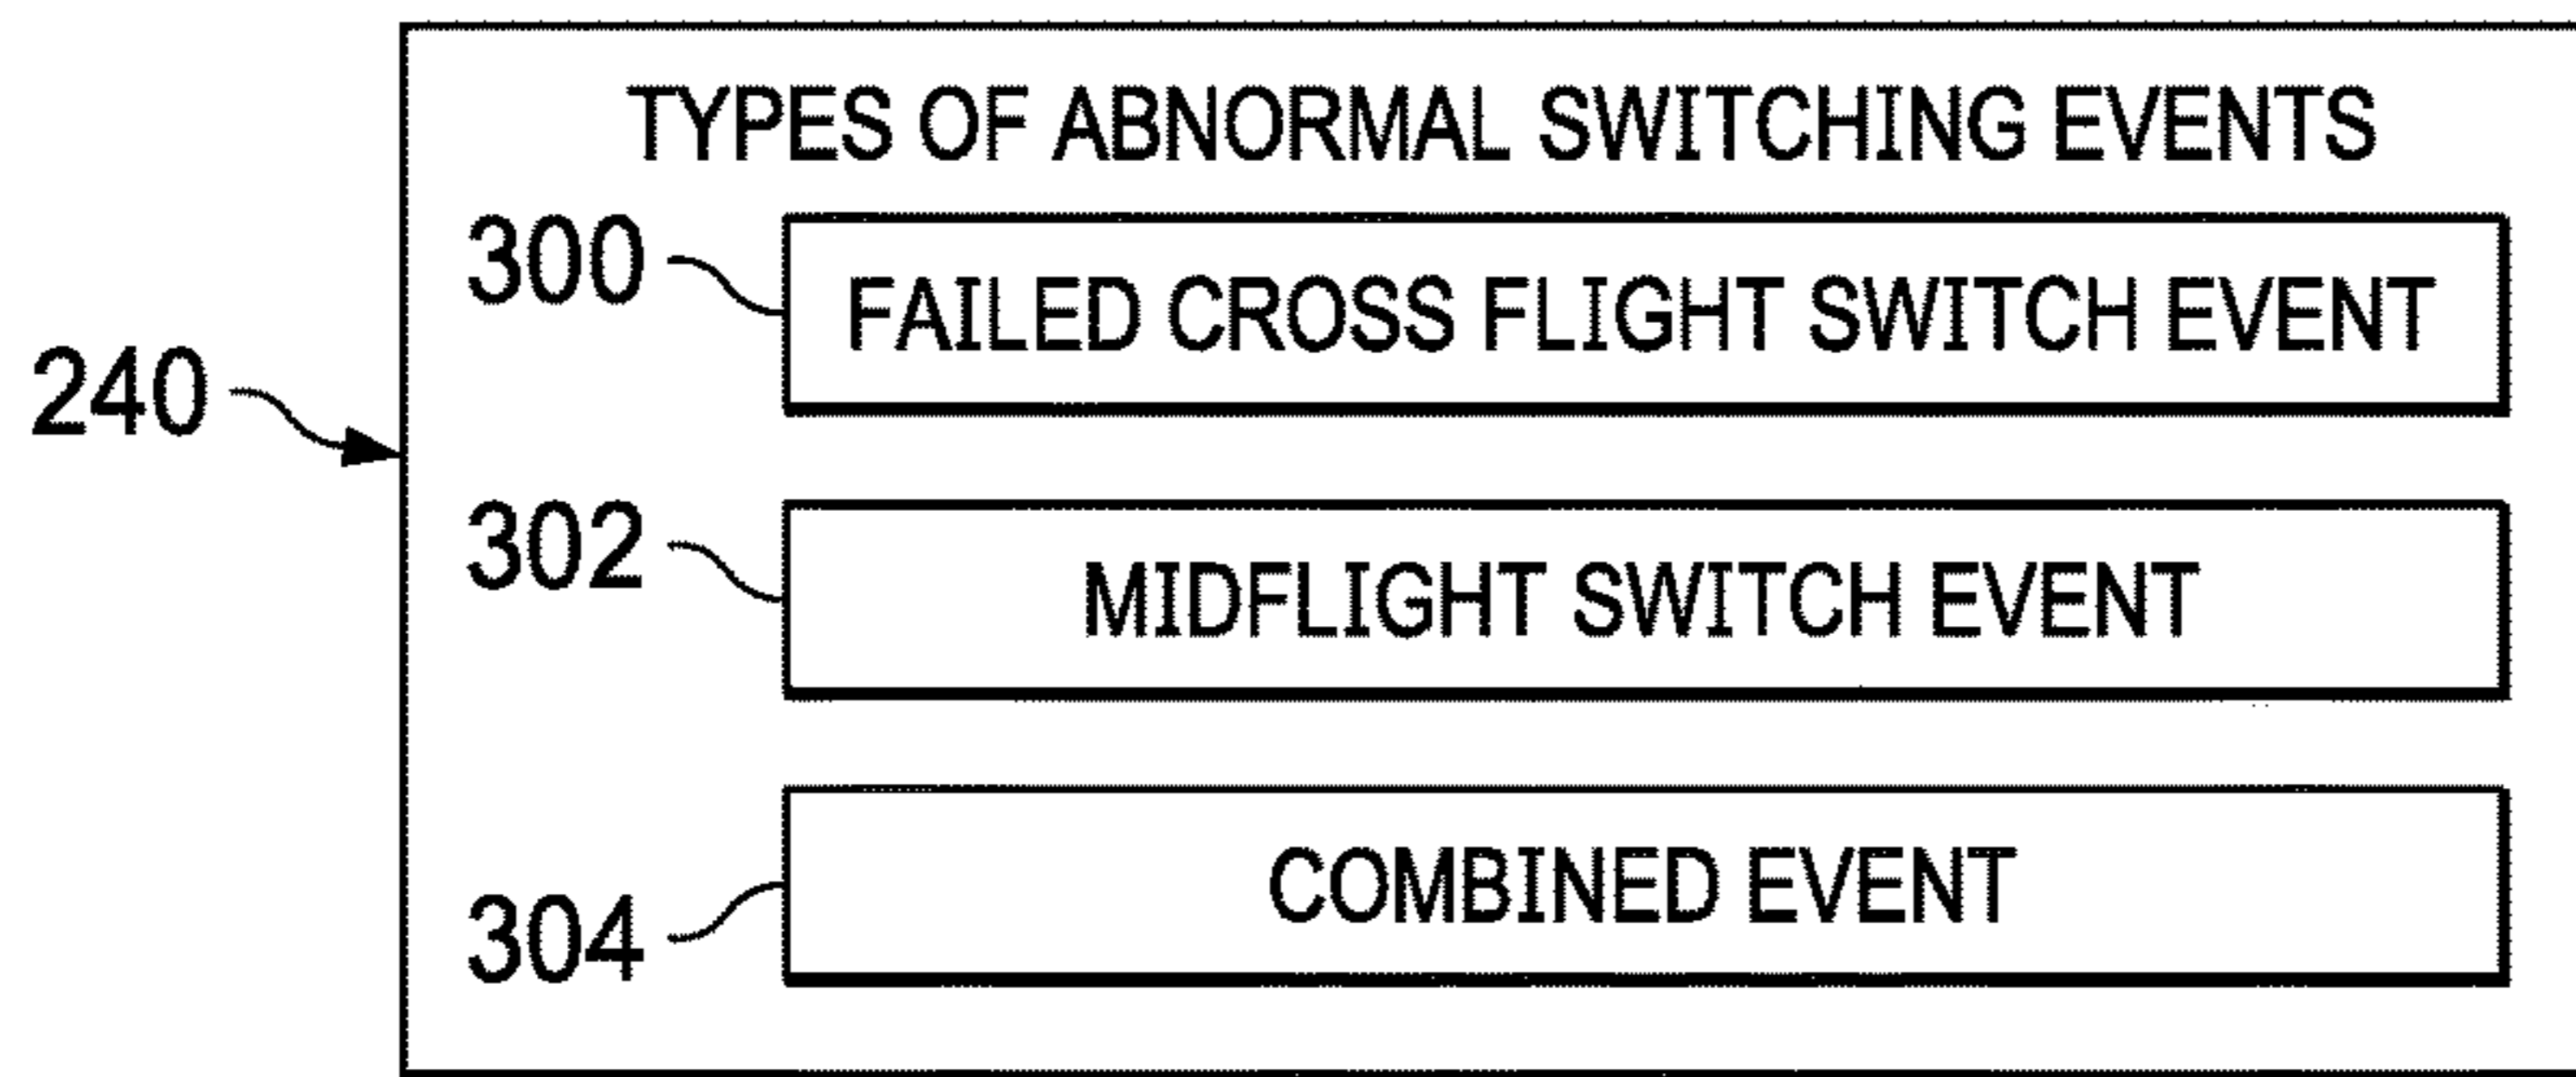 TYPES OF ABNORMAL SWITCHING EVENTS
300
FAILED CROSS FLIGHT SWITCH EVENT
240
302
MIDFLIGHT SWITCH EVENT
304
COMBINED EVENT